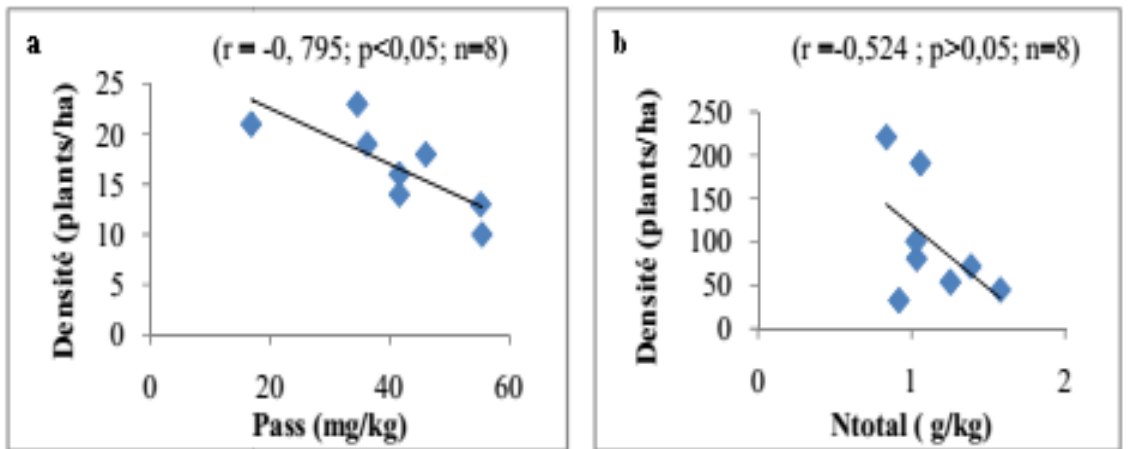 a
(r = -0, 795; p<0,05; n=8)
Densité (plants/ha)
25
20
15
10
5
0
0 20 40 60
Pass (mg/kg)
b
(r =-0,524 ; p>0,05; n=8)
Densité (plants/ha)
250
200
150
100
50
0
0 1 2
Ntotal ( g/kg)